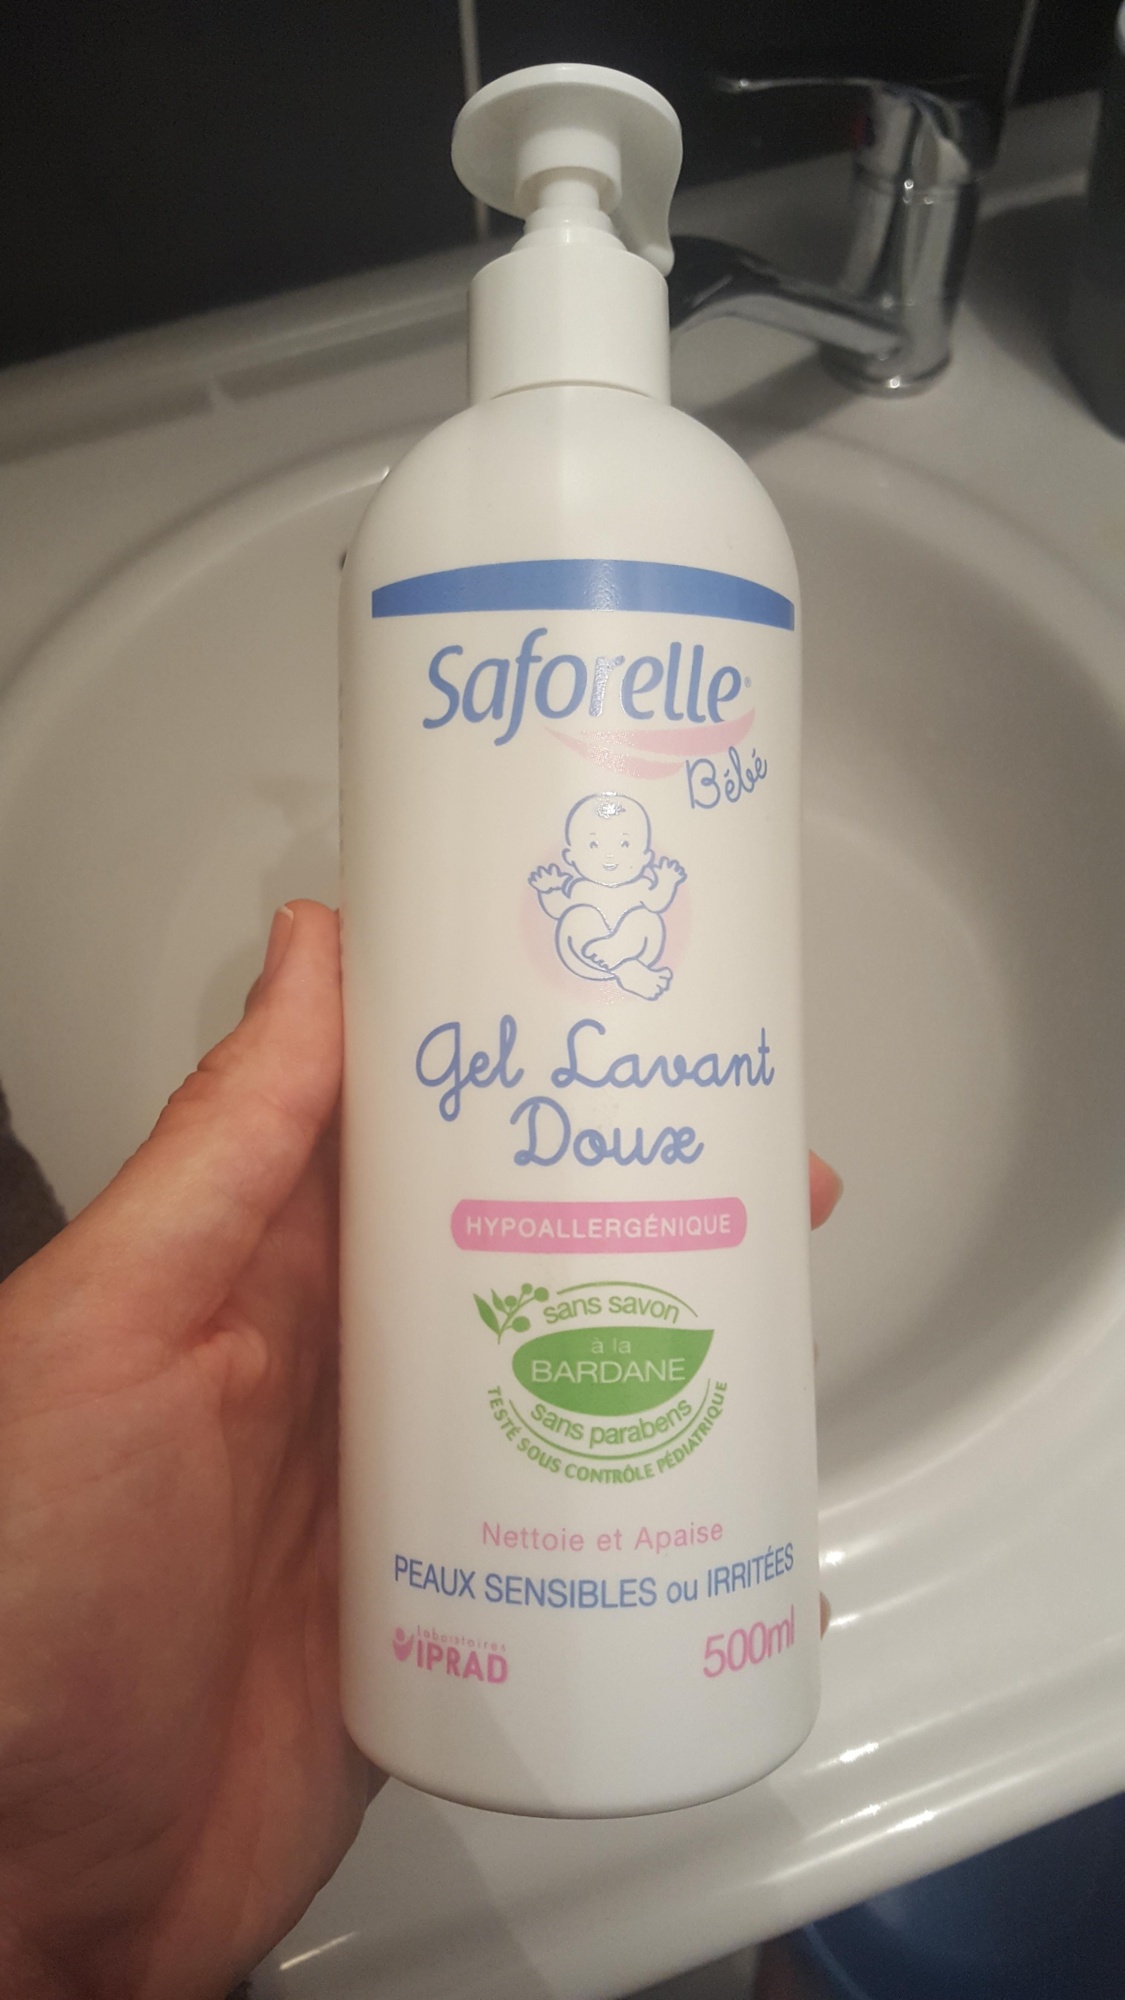 Saforelle
Bébé
Gel Lavant
Doux
HYPOALLERGÉNIQUE
sans savon
à la
BARDANE
sans parabens
TESTÉ SOUS CONTRÔLE PÉDIATRIQUE
Nettoie et Apaise
PEAUX SENSIBLES ou IRRITÉES
laboratoires
IPRAD
500ml